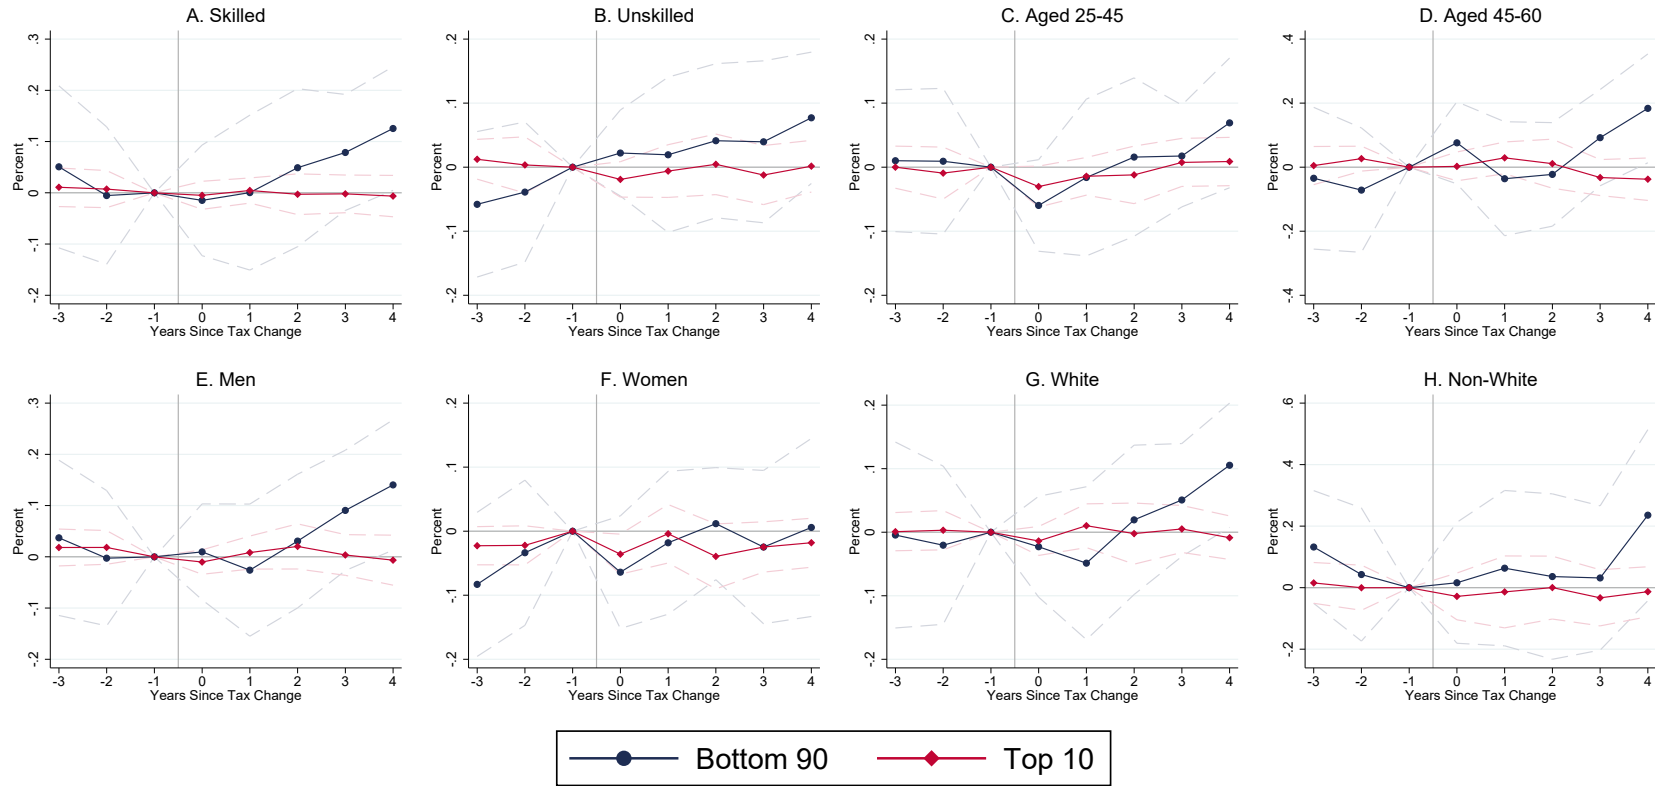 A. Skilled
Percent
.3
.2
.1
0
-.1
-.2
-3 -2 -1 0 1 2 3 4
Years Since Tax Change
B. Unskilled
Percent
.2
.1
0
-.1
-.2
-3 -2 -1 0 1 2 3 4
Years Since Tax Change
C. Aged 25-45
Percent
.2
.1
0
-.1
-.2
-3 -2 -1 0 1 2 3 4
Years Since Tax Change
D. Aged 45-60
Percent
.4
.2
0
-.2
-.4
-3 -2 -1 0 1 2 3 4
Years Since Tax Change
E. Men
Percent
.3
.2
.1
0
-.1
-.2
-3 -2 -1 0 1 2 3 4
Years Since Tax Change
F. Women
Percent
.2
.1
0
-.1
-.2
-3 -2 -1 0 1 2 3 4
Years Since Tax Change
G. White
Percent
.2
.1
0
-.1
-.2
-3 -2 -1 0 1 2 3 4
Years Since Tax Change
H. Non-White
Percent
.6
.4
.2
0
-.2
-3 -2 -1 0 1 2 3 4
Years Since Tax Change
Bottom 90 Top 10